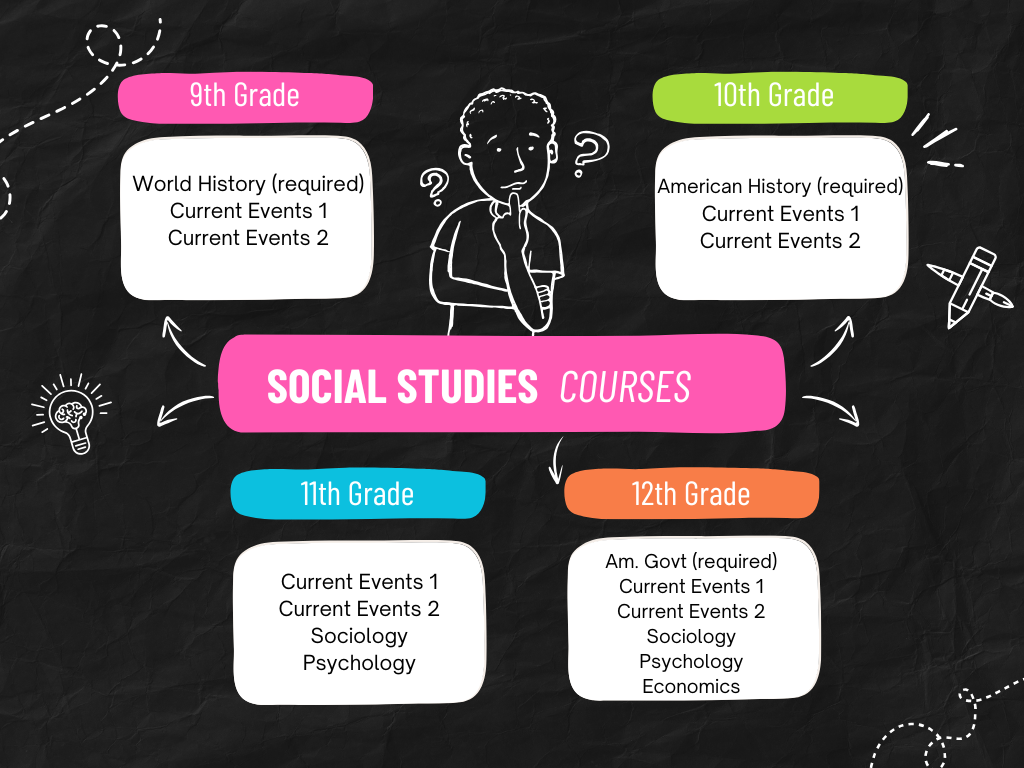 9th Grade
World History (required)
Current Events 1
Current Events 2
10th Grade
American History (required)
Current Events 1
Current Events 2
SOCIAL STUDIES COURSES
11th Grade
Current Events 1
Current Events 2
Sociology
Psychology
12th Grade
Am. Govt (required)
Current Events 1
Current Events 2
Sociology
Psychology
Economics